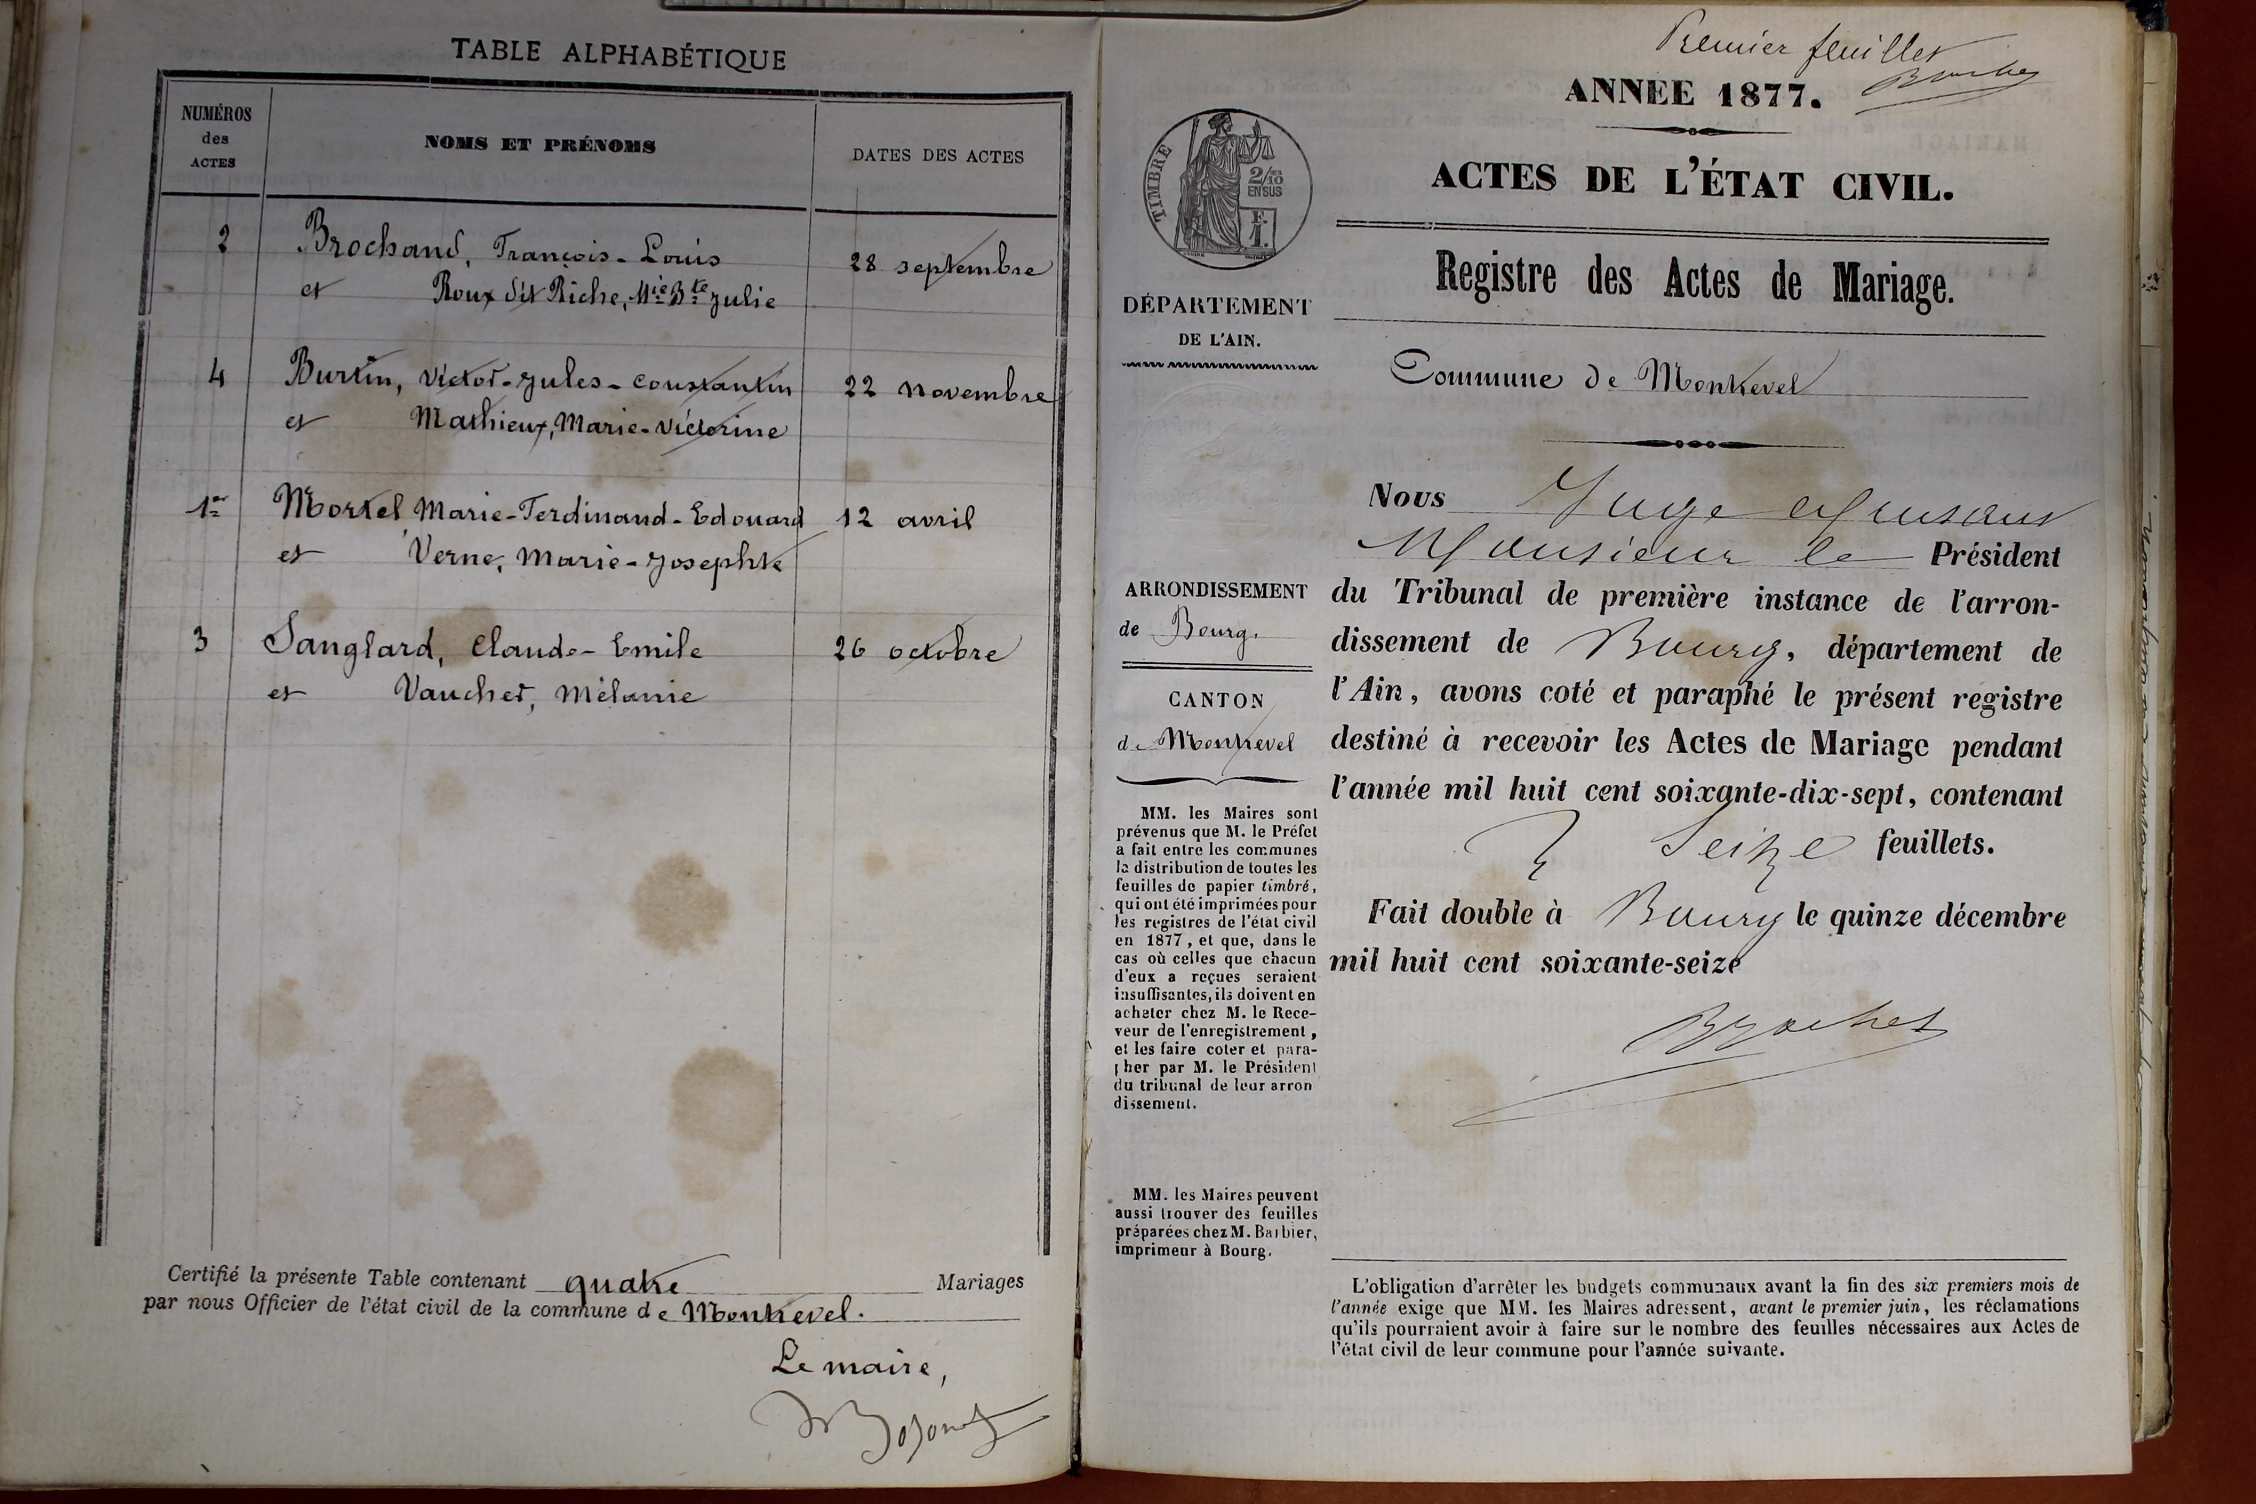 TABLE ALPHABÉTIQUE
NUMÉROS des ACTES
NOMS ET PRÉNOMS
DATES DES ACTES
2 Brochand, François-Louis 28 septembre
et Roux dit Riche, Mie Bte Julie
4 Burtin, Victor-Jules-Constantin 22 novembre
et Mathieux, Marie-Victorine
1er Mortel Marie-Ferdinand-Edouard 12 avril
et Verne, Marie-Josephte
3 Sanglard, Claude-Emile 26 octobre
et Vaucher, Mélanie
Certifié la présente Table contenant quatre Mariages
par nous Officier de l'état civil de la commune de Montrevel.
Le maire,
Premier feuillet
ANNÉE 1877.
ACTES DE L'ÉTAT CIVIL.
Registre des Actes de Mariage.
Commune de Montrevel
TIMBRE
2/10
EN SUS
F.
1.
DÉPARTEMENT
DE L'AIN.
ARRONDISSEMENT
de Bourg.
CANTON
de Montrevel
MM. les Maires sont
prévenus que M. le Préfet
a fait entre les communes
la distribution de toutes les
feuilles de papier timbré,
qui ont été imprimées pour
les registres de l'état civil
en 1877, et que, dans le
cas où celles que chacun
d'eux a reçues seraient
insuffisantes, ils doivent en
acheter chez M. le Rece-
veur de l'enregistrement,
et les faire coter et para-
pher par M. le Président
du tribunal de leur arron
dissement.
MM. les Maires peuvent
aussi trouver des feuilles
préparées chez M. Barbier,
imprimeur à Bourg.
Nous Juge
Monsieur le Président
du Tribunal de première instance de l'arron-
dissement de Bourg, département de
l'Ain, avons coté et paraphé le présent registre
destiné à recevoir les Actes de Mariage pendant
l'année mil huit cent soixante-dix-sept, contenant
Seize feuillets.
Fait double à Bourg le quinze décembre
mil huit cent soixante-seize
Brochet
L'obligation d'arrêter les budgets communaux avant la fin des six premiers mois de
l'année exige que MM. les Maires adressent, avant le premier juin, les réclamations
qu'ils pourraient avoir à faire sur le nombre des feuilles nécessaires aux Actes de
l'état civil de leur commune pour l'année suivante.